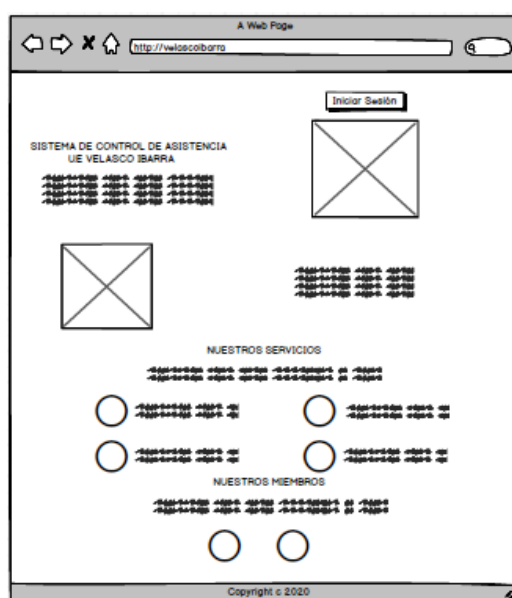 A Web Page
http://velascoibarra
Iniciar Sesión
SISTEMA DE CONTROL DE ASISTENCIA
UE VELASCO IBARRA
NUESTROS SERVICIOS
NUESTROS MIEMBROS
Copyright c 2020